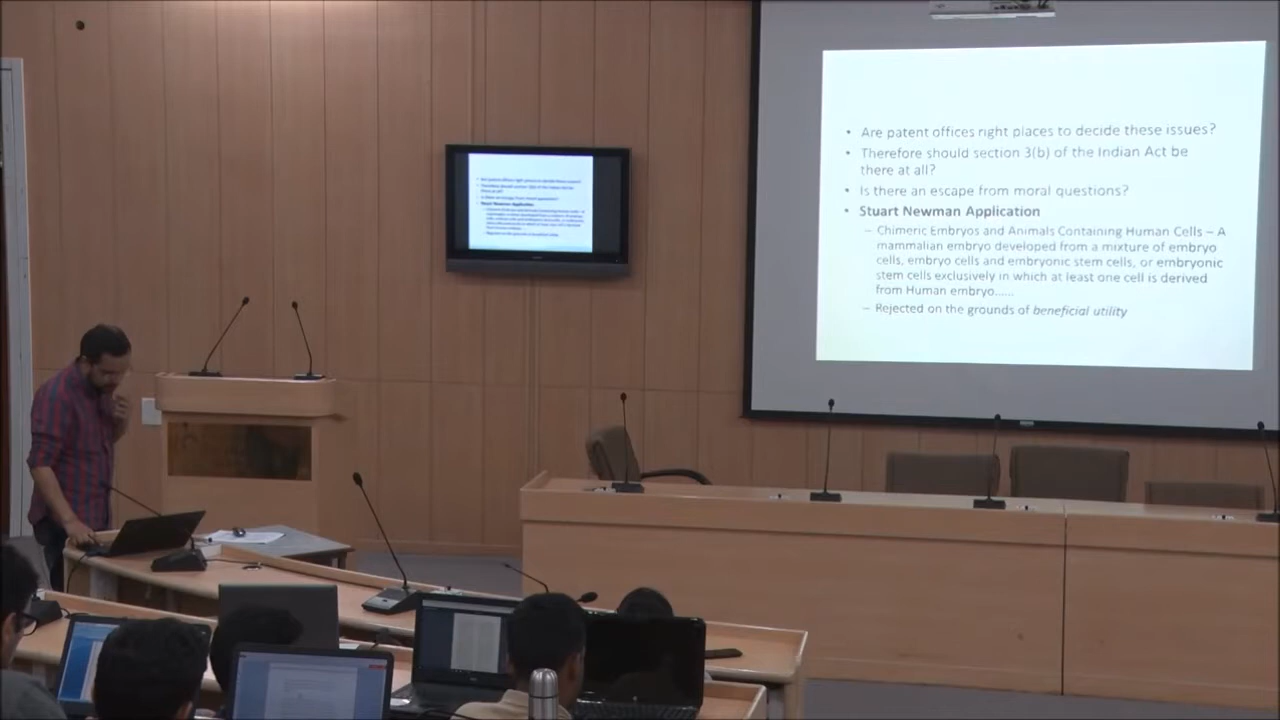 • Are patent offices right places to decide these issues?
• Therefore should section 3(b) of the Indian Act be
there at all?
• Is there an escape from moral questions?
• Stuart Newman Application
– Chimeric Embryos and Animals Containing Human Cells – A
mammalian embryo developed from a mixture of embryo
cells, embryo cells and embryonic stem cells, or embryonic
stem cells exclusively in which at least one cell is derived
from Human embryo......
– Rejected on the grounds of beneficial utility